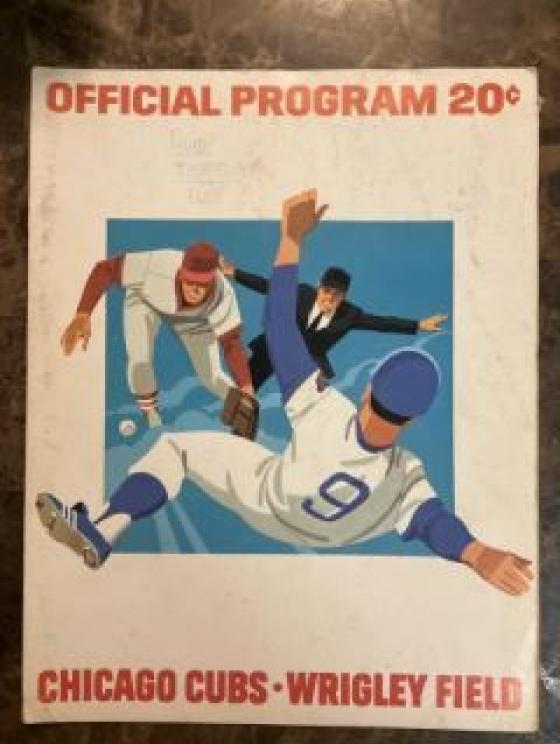 OFFICIAL PROGRAM 20¢
9
CHICAGO CUBS · WRIGLEY FIELD